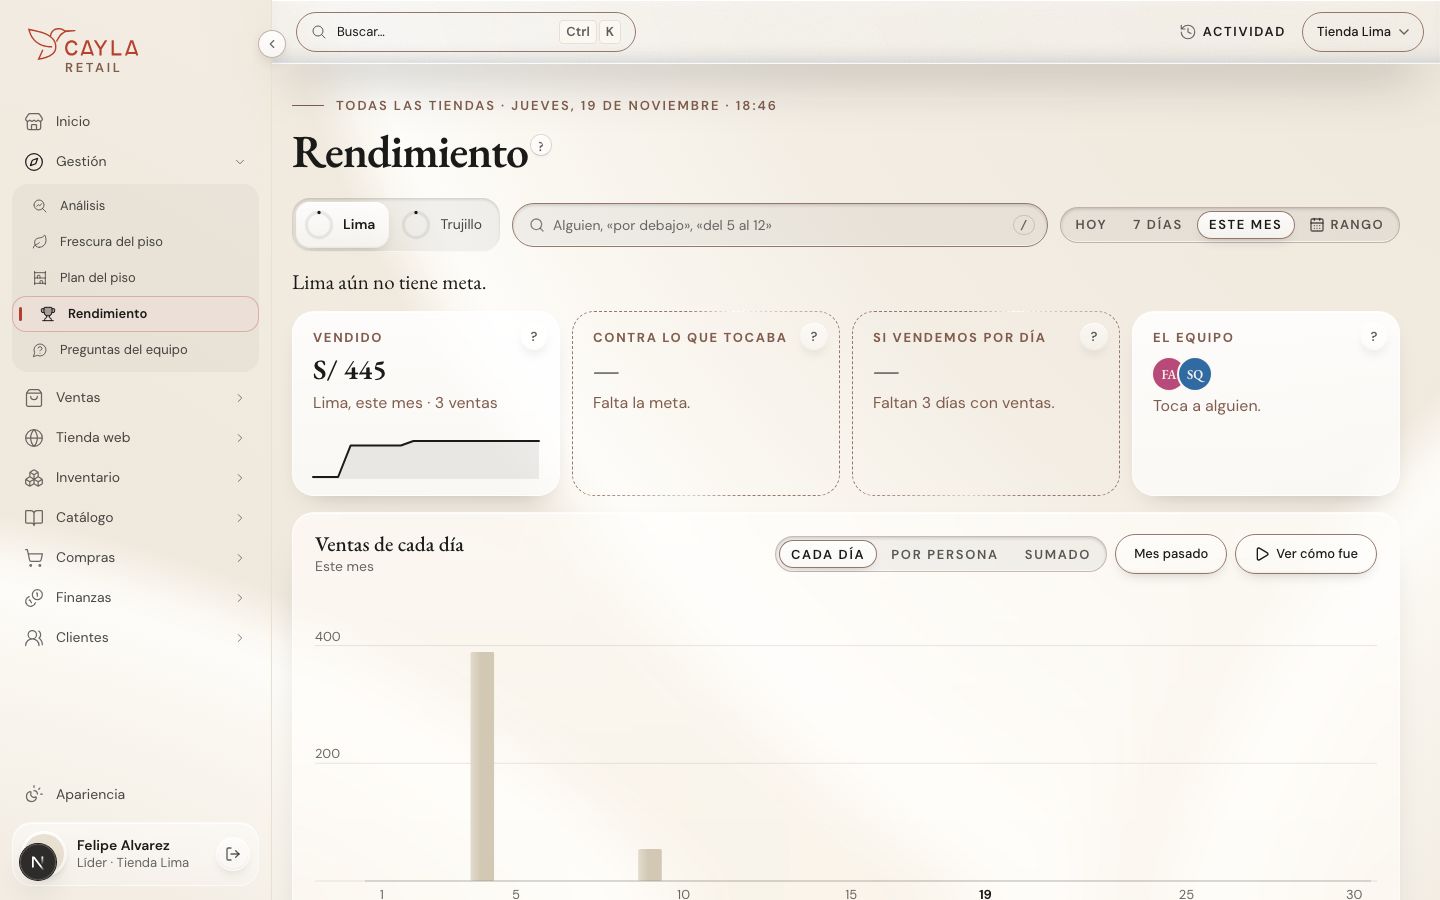 CAYLA
RETAIL
Inicio
Gestión
Análisis
Frescura del piso
Plan del piso
Rendimiento
Preguntas del equipo
Ventas
Tienda web
Inventario
Catálogo
Compras
Finanzas
Clientes
Apariencia
N
Felipe Alvarez
Líder · Tienda Lima
Buscar...
Ctrl K
ACTIVIDAD
Tienda Lima
TODAS LAS TIENDAS · JUEVES, 19 DE NOVIEMBRE · 18:46
Rendimiento ?
Lima
Trujillo
Alguien, «por debajo», «del 5 al 12»
/
HOY
7 DÍAS
ESTE MES
RANGO
Lima aún no tiene meta.
VENDIDO ?
S/ 445
Lima, este mes · 3 ventas
CONTRA LO QUE TOCABA ?
—
Falta la meta.
SI VENDEMOS POR DÍA ?
—
Faltan 3 días con ventas.
EL EQUIPO ?
FA SQ
Toca a alguien.
Ventas de cada día
Este mes
CADA DÍA
POR PERSONA
SUMADO
Mes pasado
Ver cómo fue
400
200
1 5 10 15 19 25 30